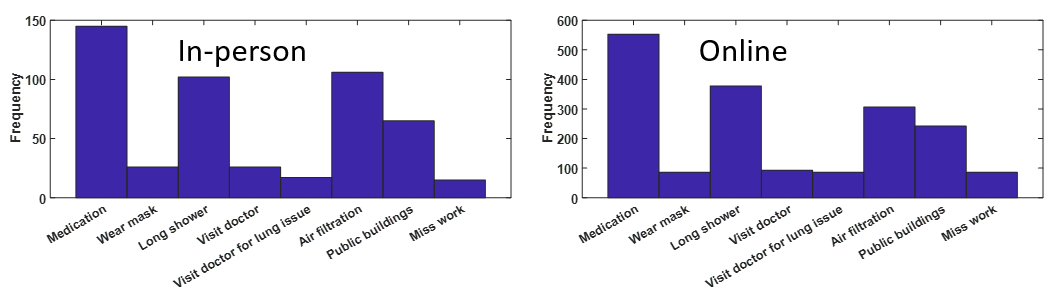 In-person
Frequency
150
100
50
0
Medication
Wear mask
Long shower
Visit doctor
Visit doctor for lung issue
Air filtration
Public buildings
Miss work
Online
Frequency
600
500
400
300
200
100
0
Medication
Wear mask
Long shower
Visit doctor
Visit doctor for lung issue
Air filtration
Public buildings
Miss work